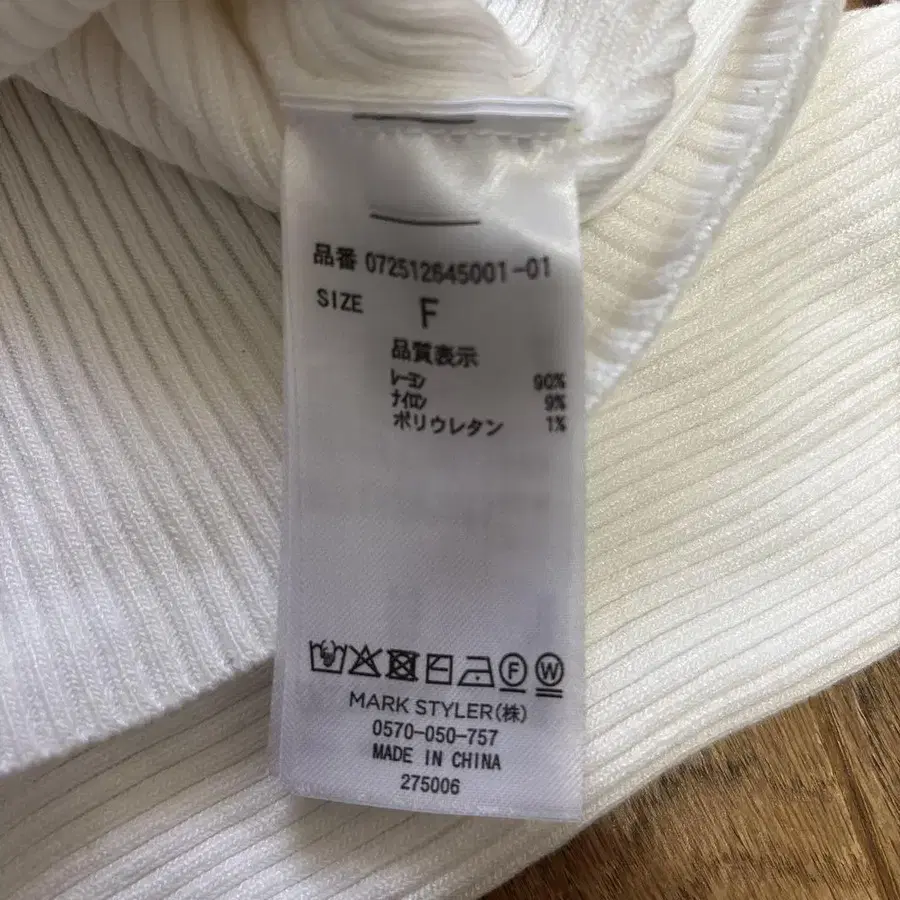 品番 072512645001-01
SIZE F
品質表示
レーヨン 90%
ナイロン 9%
ポリウレタン 1%
F W
MARK STYLER(株)
0570-050-757
MADE IN CHINA
275006